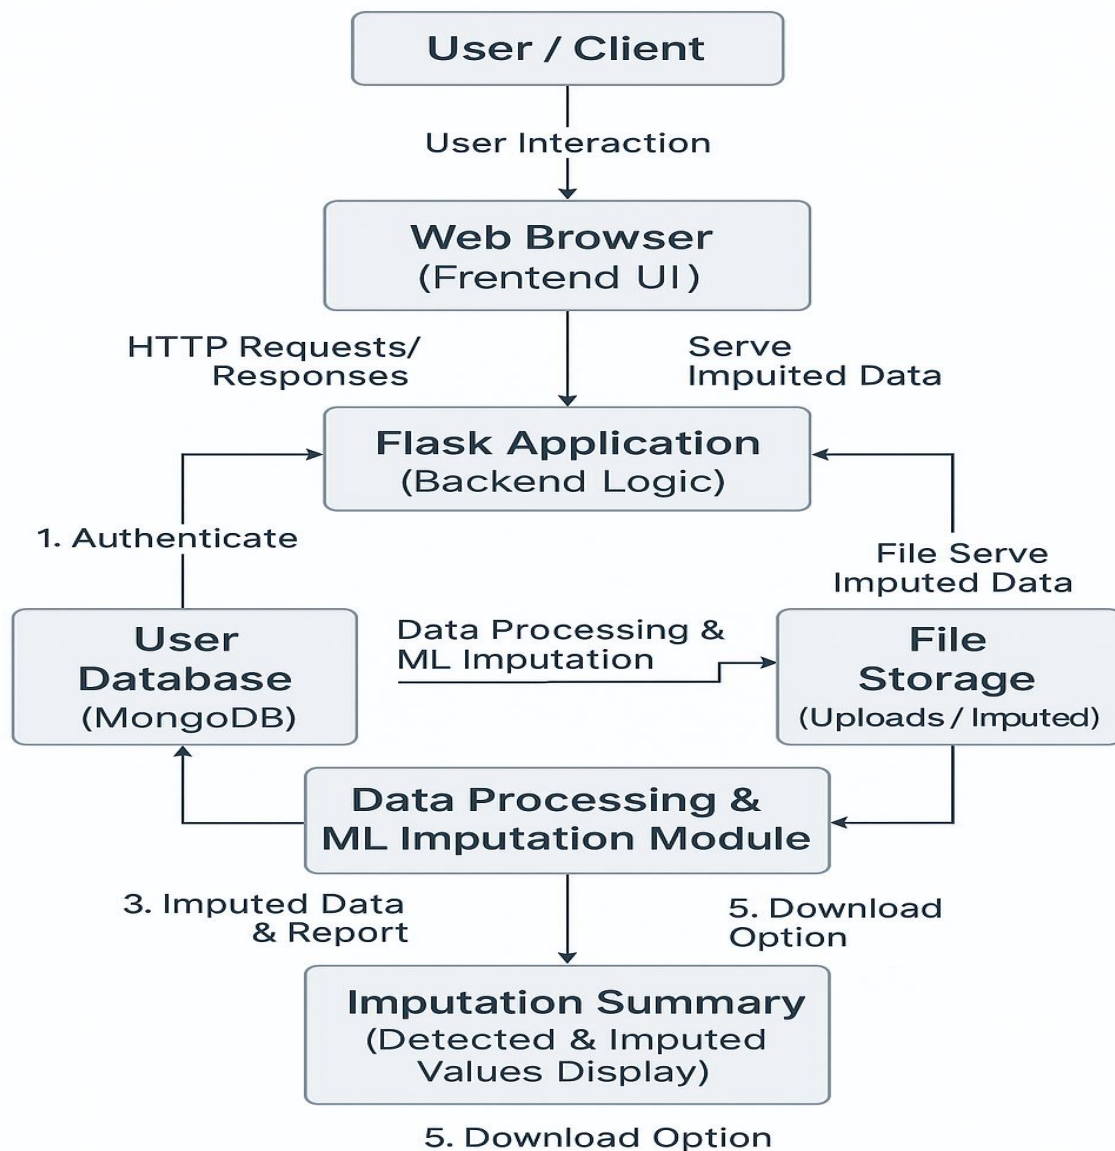 User / Client
User Interaction
Web Browser
(Frentend UI)
HTTP Requests/
Responses
Serve
Impuited Data
Flask Application
(Backend Logic)
1. Authenticate
File Serve
Imputed Data
User
Database
(MongoDB)
Data Processing &
ML Imputation
File
Storage
(Uploads / Imputed)
Data Processing &
ML Imputation Module
3. Imputed Data
& Report
5. Download
Option
Imputation Summary
(Detected & Imputed
Values Display)
5. Download Option